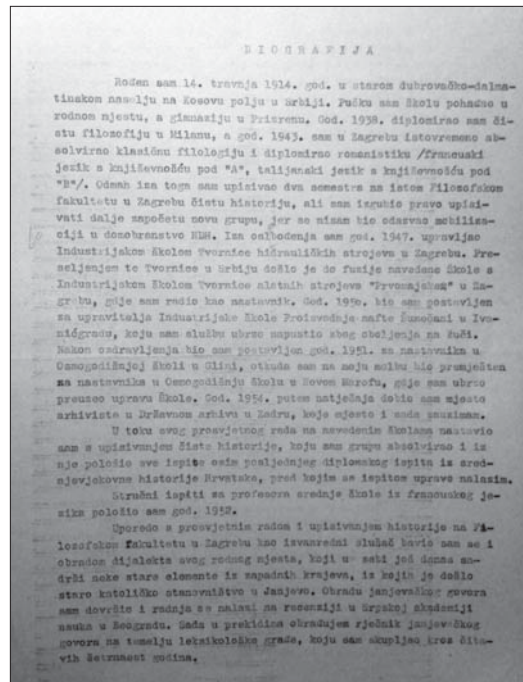 BIOGRAFIJA
Rođen sam 14. travnja 1914. god. u starom dubrovačko-dalma-
tinskom naselju na Kosovu polju u Srbiji. Pučku sam školu pohađao u
rodnom mjestu, a gimnaziju u Prizrenu. God. 1938. diplomirao sam či-
stu filozofiju u Milanu, a god. 1943. sam u Zagrebu istovremeno ab-
solvirao klasičnu filologiju i diplomirao romanistiku /francuski
jezik s književnošću pod "A", talijanski jezik s književnošću pod
"B"/. Odmah iza toga sam upisivao dva semestra na istom Filozofskom
fakultetu u Zagrebu čistu historiju, ali sam izgubio pravo upisi-
vati dalje započetu novu grupu, jer se nisam bio odazvao mobiliza-
ciji u domobranstvo NDH. Iza oslobođenja sam god. 1947. upravljao
Industrijskom školom Tvornice hidrauličkih strojeva u Zagrebu. Pre-
seljenjem te Tvornice u Srbiju došlo je do fuzije navedene škole s
Industrijskom školom Tvornice alatnih strojeva "Prvomajska" u Za-
grebu, gdje sam radio kao nastavnik. God. 1950. bio sam postavljen
za upravitelja Industrijske škole Proizvodnje nafte Šumećani u Iva-
nićgradu, koju sam službu ubrzo napustio zbog oboljenja na žuči.
Nakon ozdravljenja bio sam postavljen god. 1951. za nastavnika u
Osmogodišnjoj školi u Glini, otkuda sam na moju molbu bio premješten
za nastavnika u Osmogodišnju školu u Novom Marofu, gdje sam ubrzo
preuzeo upravu škole. God. 1954. putem natječaja dobio sam mjesto
arhiviste u Državnom arhivu u Zadru, koje mjesto i sada zauzimam.
U toku svog prosvjetnog rada na navedenim školama nastavio
sam s upisivanjem čiste historije, koju sam grupu absolvirao i iz
nje položio sve ispite osim posljednjeg diplomskog ispita iz sred-
njevjekovne historije Hrvatske, pred kojim se ispitom upravo nalazim.
Stručni ispiti za profesora srednje škole iz francuskog je-
zika položio sam god. 1952.
Uporedo s prosvjetnim radom i upisivanjem historije na Fi-
lozofskom fakultetu u Zagrebu kao izvanredni slušač bavio sam se i
obradom dijalekta svog rodnog mjesta, koji u sebi još danas sa-
drži neke stare elemente iz zapadnih krajeva, iz kojih je došlo
staro katoličko stanovništvo u Janjevo. Obradu janjevačkog govora
sam dovršio i radnja se nalazi na recenziji u Srpskoj akademiji
nauka u Beogradu. Sada u prekidima obrađujem rječnik janjevačkog
govora na temelju leksikološke građe, koju sam skupljao kroz čita-
vih četrnaest godina.